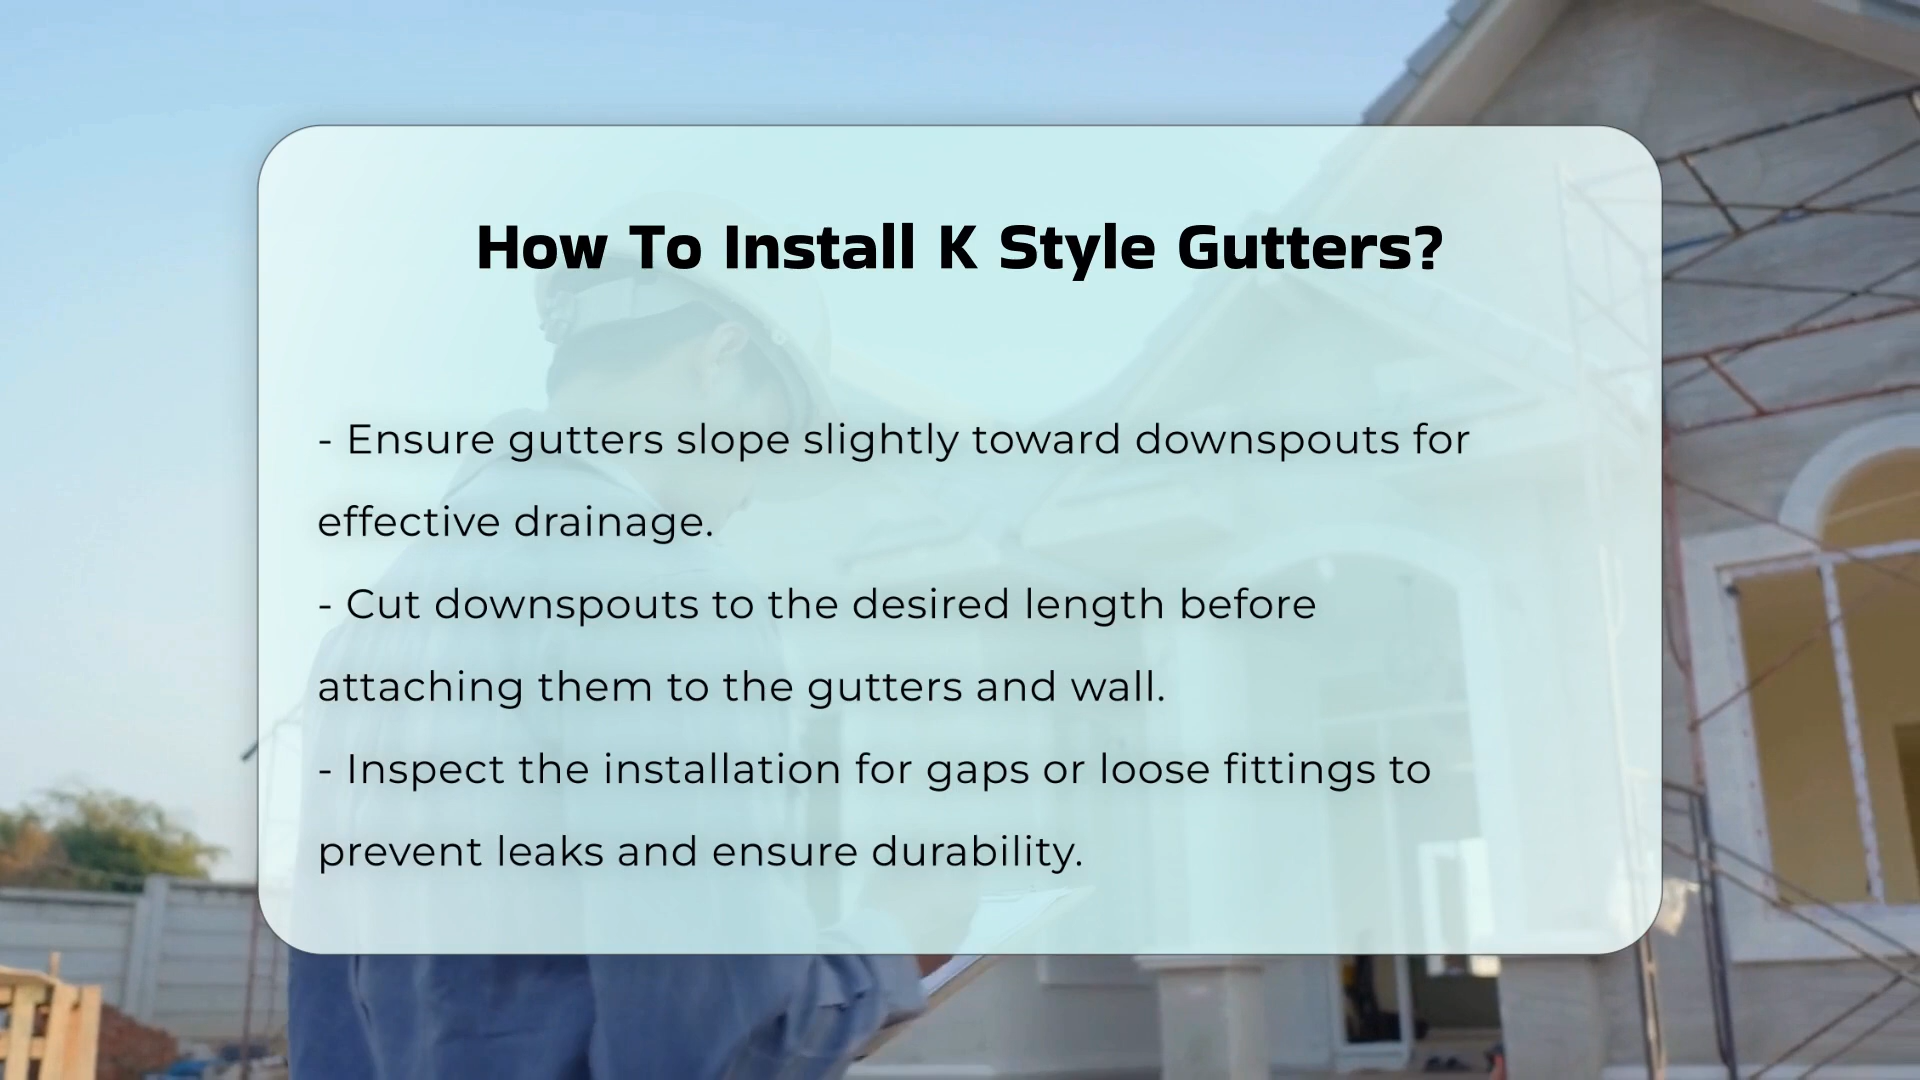 How To Install K Style Gutters?
- Ensure gutters slope slightly toward downspouts for
effective drainage.
- Cut downspouts to the desired length before
attaching them to the gutters and wall.
- Inspect the installation for gaps or loose fittings to
prevent leaks and ensure durability.